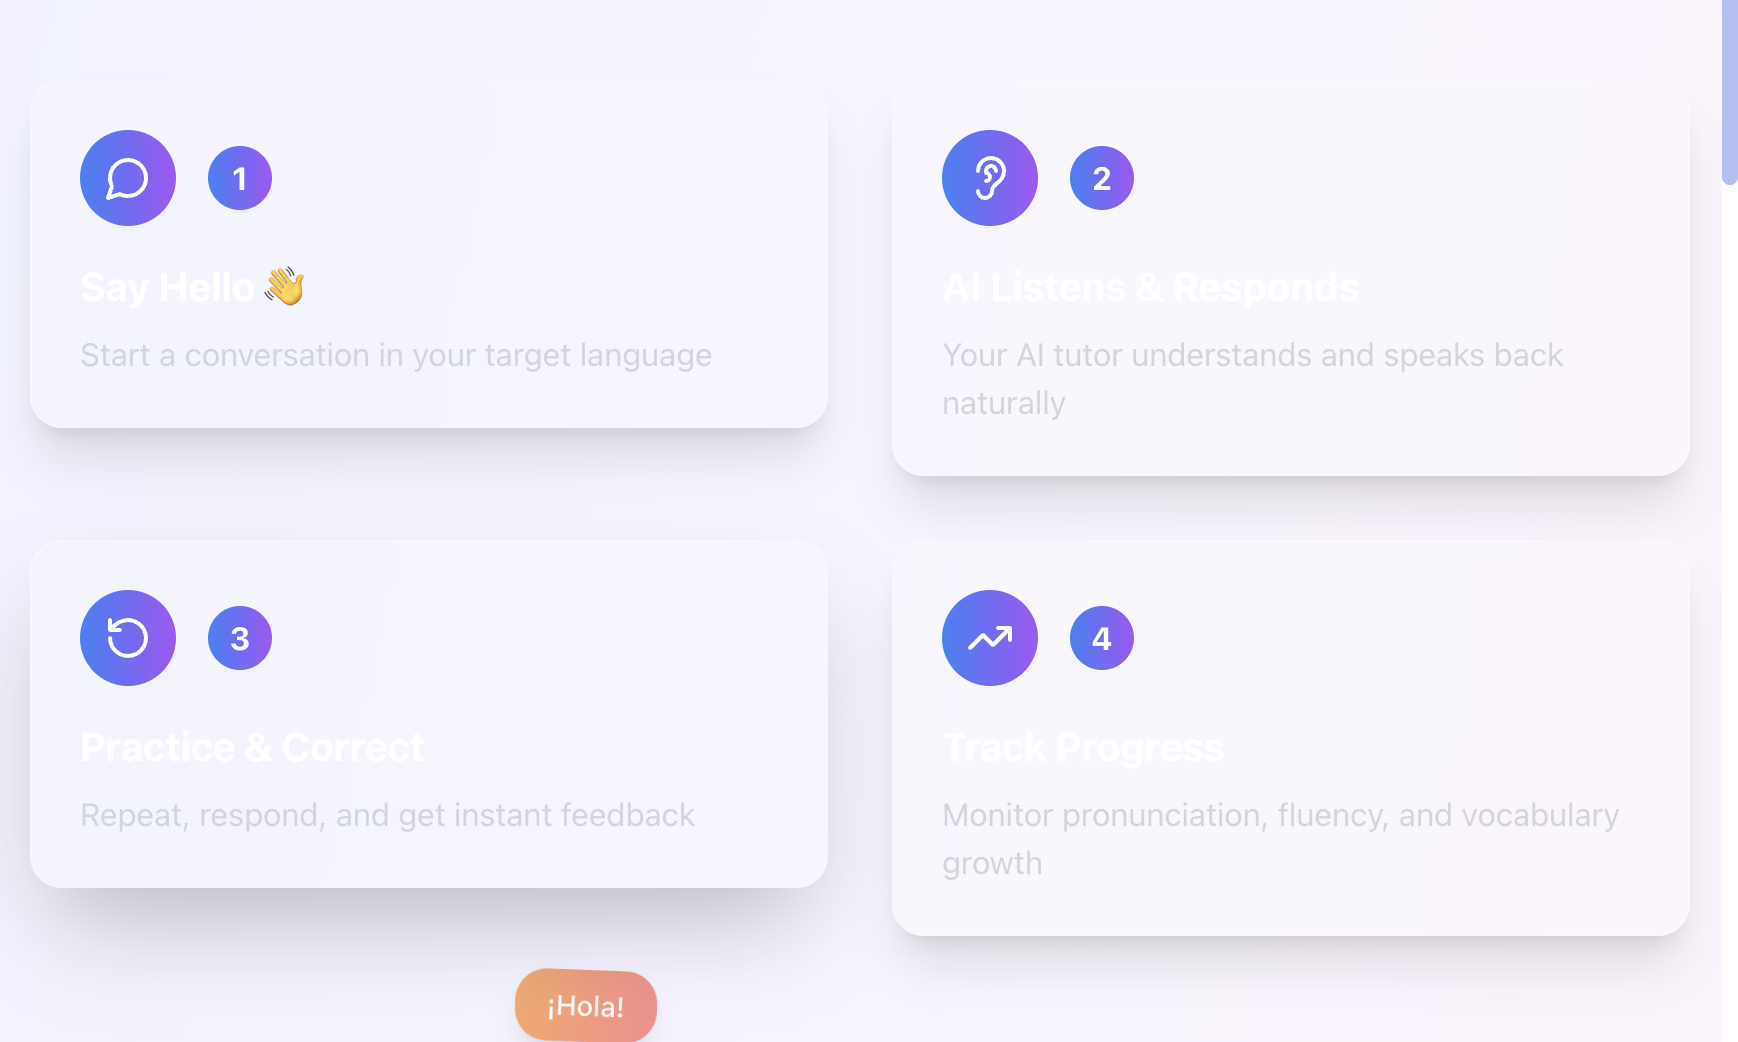 1
Say Hello 👋
Start a conversation in your target language
2
AI Listens & Responds
Your AI tutor understands and speaks back
naturally
3
Practice & Correct
Repeat, respond, and get instant feedback
4
Track Progress
Monitor pronunciation, fluency, and vocabulary
growth
¡Hola!